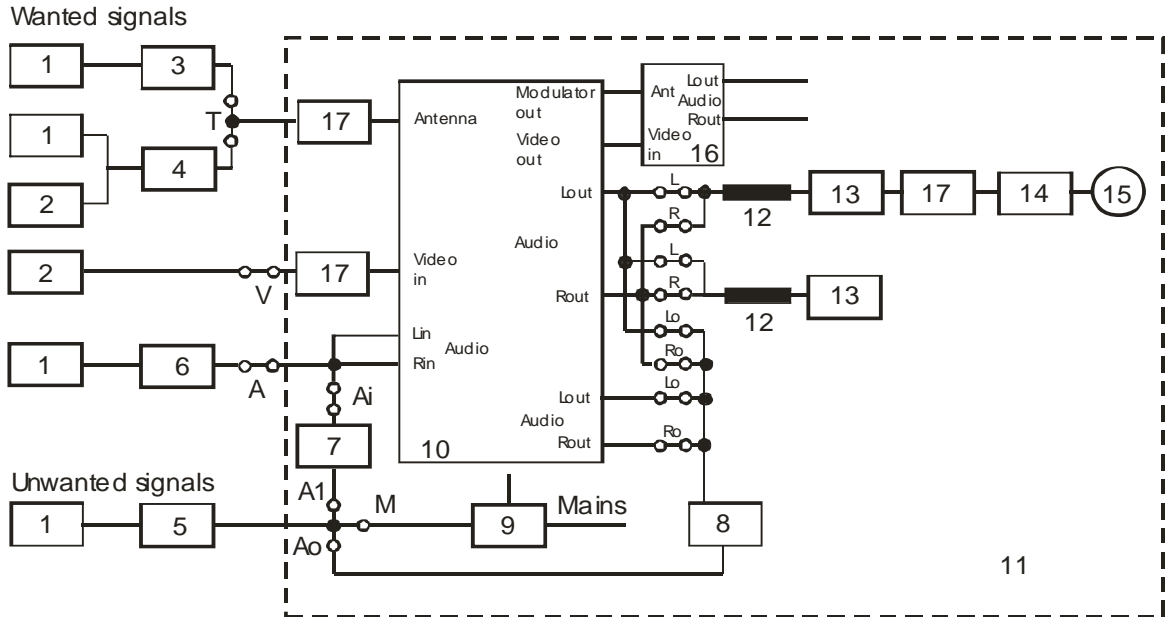 Wanted signals
1
3
T
1
4
2
17
Antenna
Modulator
out
Video
out
Ant
Lout
Audio
Rout
Video
in
16
Lout
L
R
12
13
17
14
15
Audio
L
Rout
R
12
13
2
V
17
Video
in
Lin
Audio
Rin
1
6
A
Ai
7
10
Lo
Ro
Lout
Lo
Audio
Rout
Ro
Unwanted signals
1
5
A1
M
Ao
9
Mains
8
11